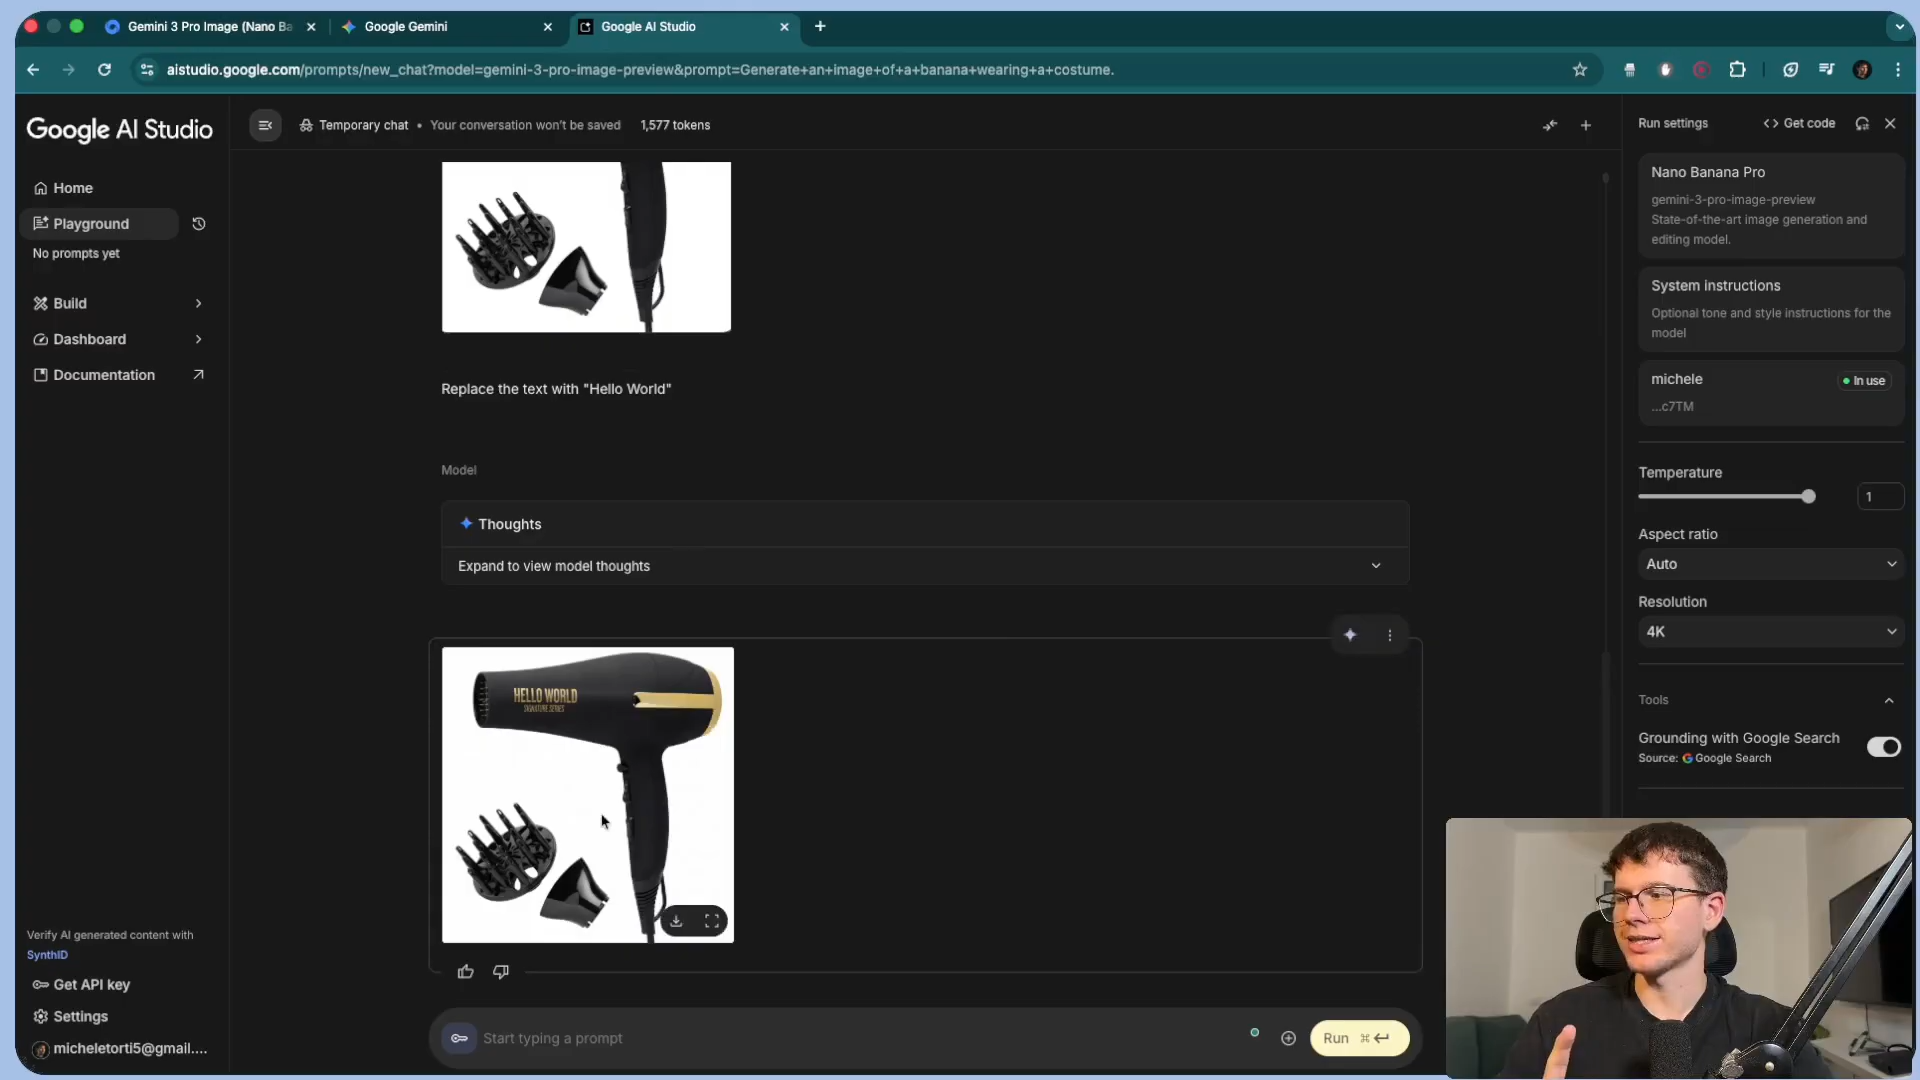 Gemini 3 Pro Image (Nano Ba
Google Gemini
Google AI Studio
aistudio.google.com/prompts/new_chat?model=gemini-3-pro-image-preview&prompt=Generate+an+image+of+a+banana+wearing+a+costume.
Google AI Studio
Home
Playground
No prompts yet
Build
Dashboard
Documentation
Verify AI generated content with
SynthID
Get API key
Settings
micheletorti5@gmail....
Temporary chat • Your conversation won't be saved 1,577 tokens
Replace the text with "Hello World"
Model
Thoughts
Expand to view model thoughts
HELLO WORLD
SIGNATURE SERIES
Start typing a prompt
Run ⌘↵
Run settings
<> Get code
Nano Banana Pro
gemini-3-pro-image-preview
State-of-the-art image generation and
editing model.
System instructions
Optional tone and style instructions for the
model
michele
In use
...c7TM
Temperature
1
Aspect ratio
Auto
Resolution
4K
Tools
Grounding with Google Search
Source: Google Search